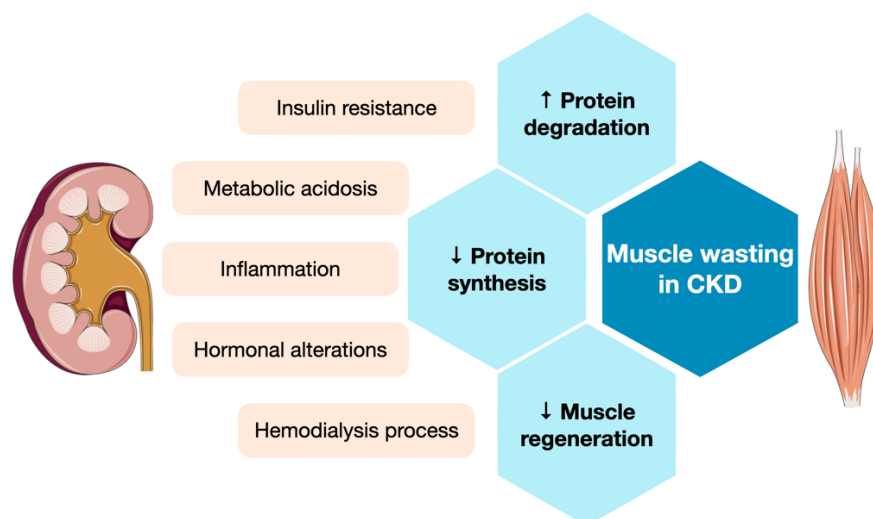 Insulin resistance
Metabolic acidosis
Inflammation
Hormonal alterations
Hemodialysis process
↑ Protein
degradation
↓ Protein
synthesis
↓ Muscle
regeneration
Muscle wasting
in CKD